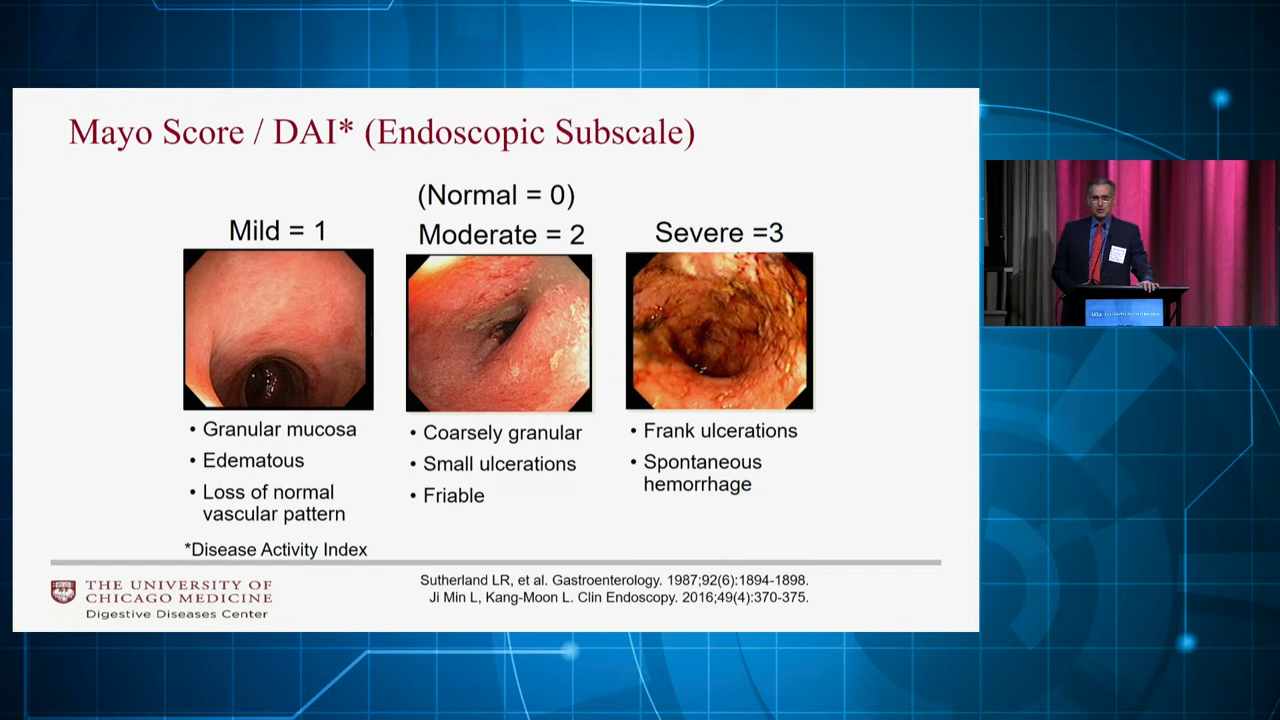 Mayo Score / DAI* (Endoscopic Subscale)
(Normal = 0)
Mild = 1
Moderate = 2
Severe =3
• Granular mucosa
• Edematous
• Loss of normal
vascular pattern
• Coarsely granular
• Small ulcerations
• Friable
• Frank ulcerations
• Spontaneous
hemorrhage
*Disease Activity Index
THE UNIVERSITY OF
CHICAGO MEDICINE
Digestive Diseases Center
Sutherland LR, et al. Gastroenterology. 1987;92(6):1894-1898.
Ji Min L, Kang-Moon L. Clin Endoscopy. 2016;49(4):370-375.
UCLA